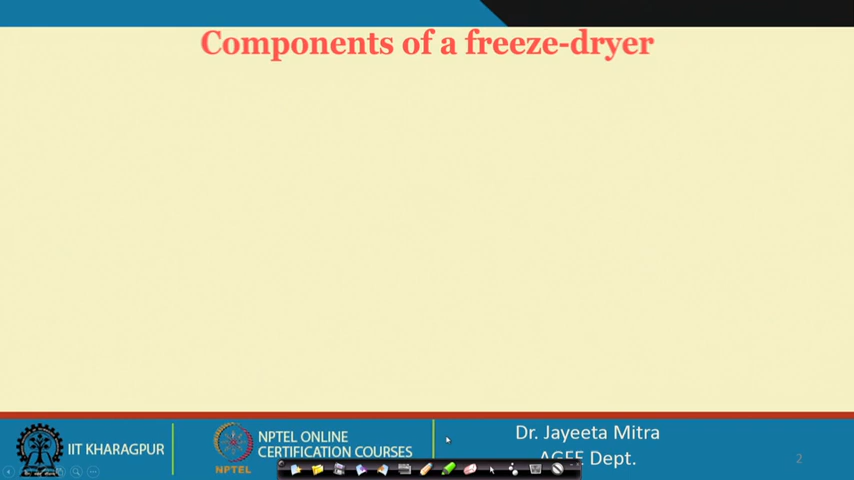 Components of a freeze-dryer
IIT KHARAGPUR
NPTEL
NPTEL ONLINE
CERTIFICATION COURSES
Dr. Jayeeta Mitra
AGFE Dept.
2